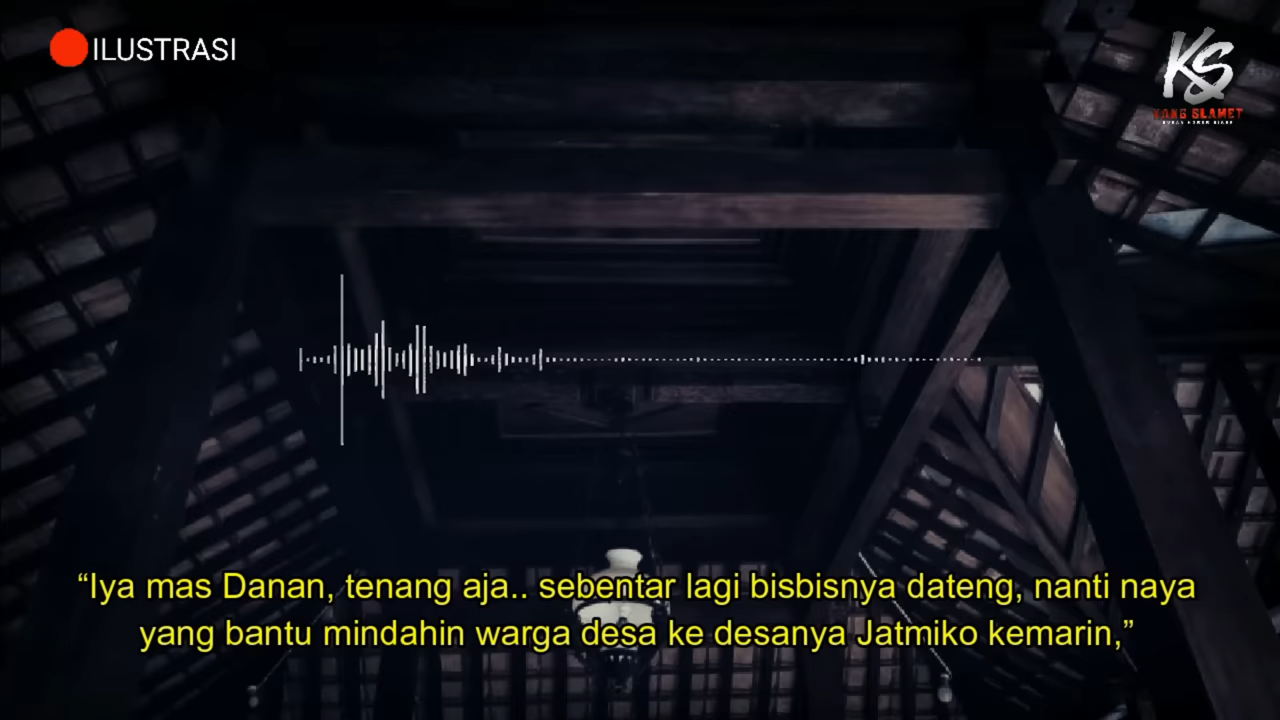 ILUSTRASI
KS
KANG SLAMET
“Iya mas Danan, tenang aja.. sebentar lagi bisbisnya dateng, nanti naya
yang bantu mindahin warga desa ke desanya Jatmiko kemarin,”